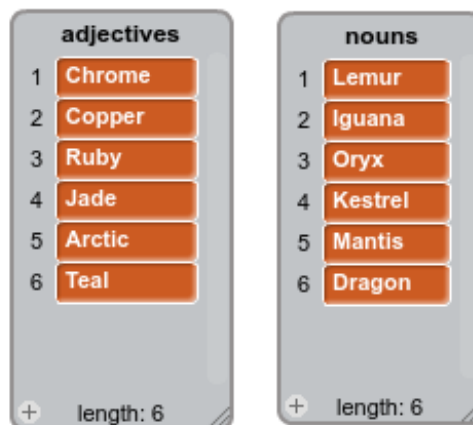 adjectives
1 Chrome
2 Copper
3 Ruby
4 Jade
5 Arctic
6 Teal
+ length: 6
nouns
1 Lemur
2 Iguana
3 Oryx
4 Kestrel
5 Mantis
6 Dragon
+ length: 6